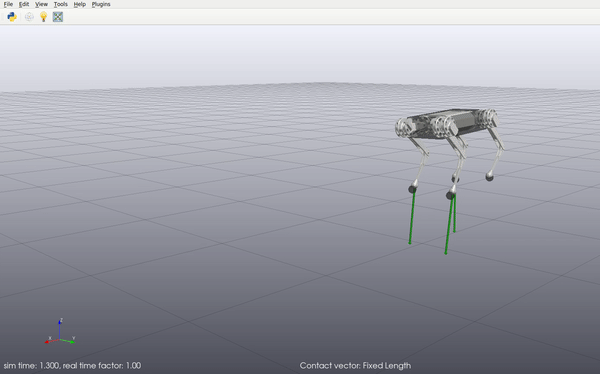 File Edit View Tools Help Plugins
sim time: 1.300, real time factor: 1.00
Contact vector: Fixed Length